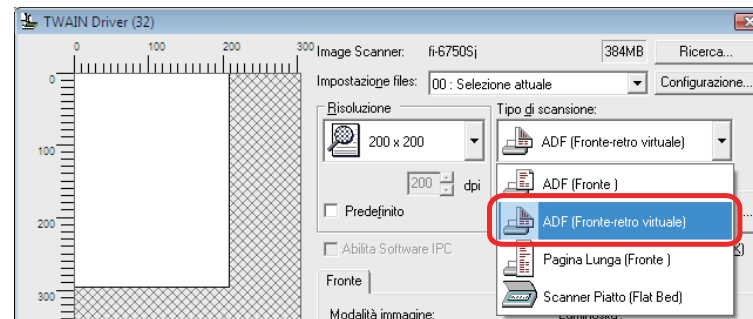 TWAIN Driver (32)
0 100 200 300
Image Scanner: fi-6750Sj 384MB Ricerca...
0
Impostazione files: 00 : Selezione attuale Configurazione...
Risoluzione Tipo di scansione:
200 x 200 ADF (Fronte-retro virtuale)
100
200 dpi ADF (Fronte )
Predefinito ADF (Fronte-retro virtuale) ...
200
Abilita Software IPC Pagina Lunga (Fronte )
Fronte
300 Scanner Piatto (Flat Bed)
Modalità immagine: